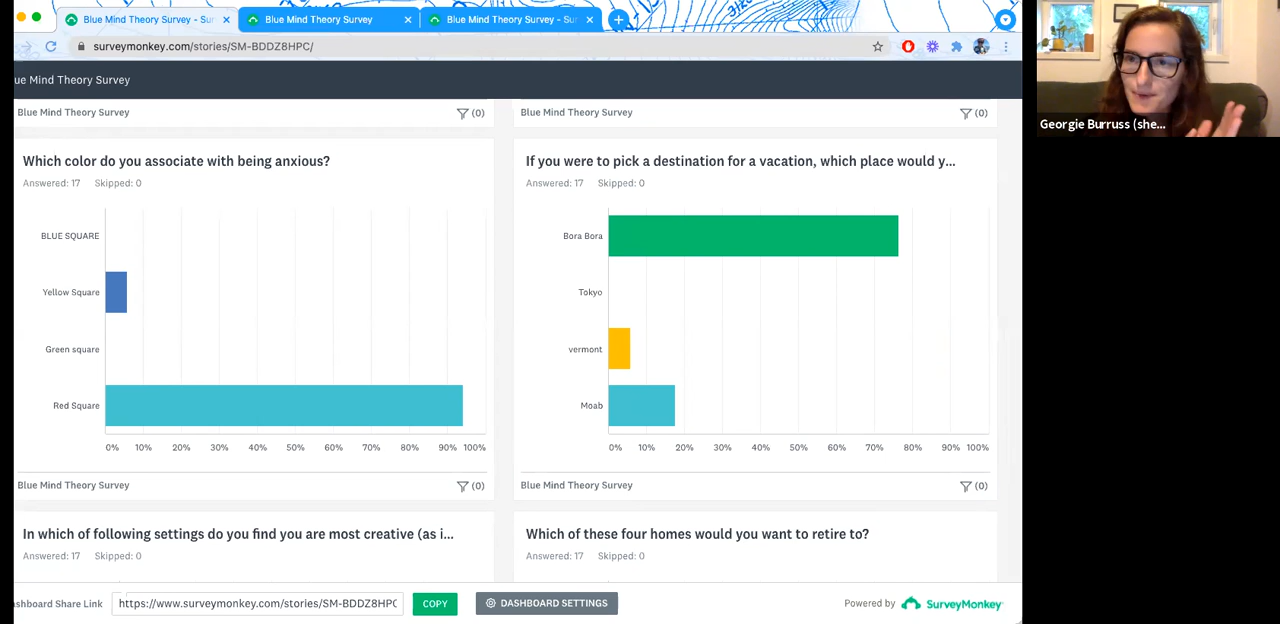 Blue Mind Theory Survey - Sur
Blue Mind Theory Survey
Blue Mind Theory Survey - Su
surveymonkey.com/stories/SM-BDDZ8HPC/
ue Mind Theory Survey
Blue Mind Theory Survey (0)
Blue Mind Theory Survey (0)
Which color do you associate with being anxious?
Answered: 17 Skipped: 0
BLUE SQUARE
Yellow Square
Green square
Red Square
0% 10% 20% 30% 40% 50% 60% 70% 80% 90% 100%
Blue Mind Theory Survey (0)
If you were to pick a destination for a vacation, which place would y...
Answered: 17 Skipped: 0
Bora Bora
Tokyo
vermont
Moab
0% 10% 20% 30% 40% 50% 60% 70% 80% 90% 100%
Blue Mind Theory Survey (0)
In which of following settings do you find you are most creative (as i...
Answered: 17 Skipped: 0
Which of these four homes would you want to retire to?
Answered: 17 Skipped: 0
ashboard Share Link https://www.surveymonkey.com/stories/SM-BDDZ8HPC COPY DASHBOARD SETTINGS
Powered by SurveyMonkey
Georgie Burruss (she...